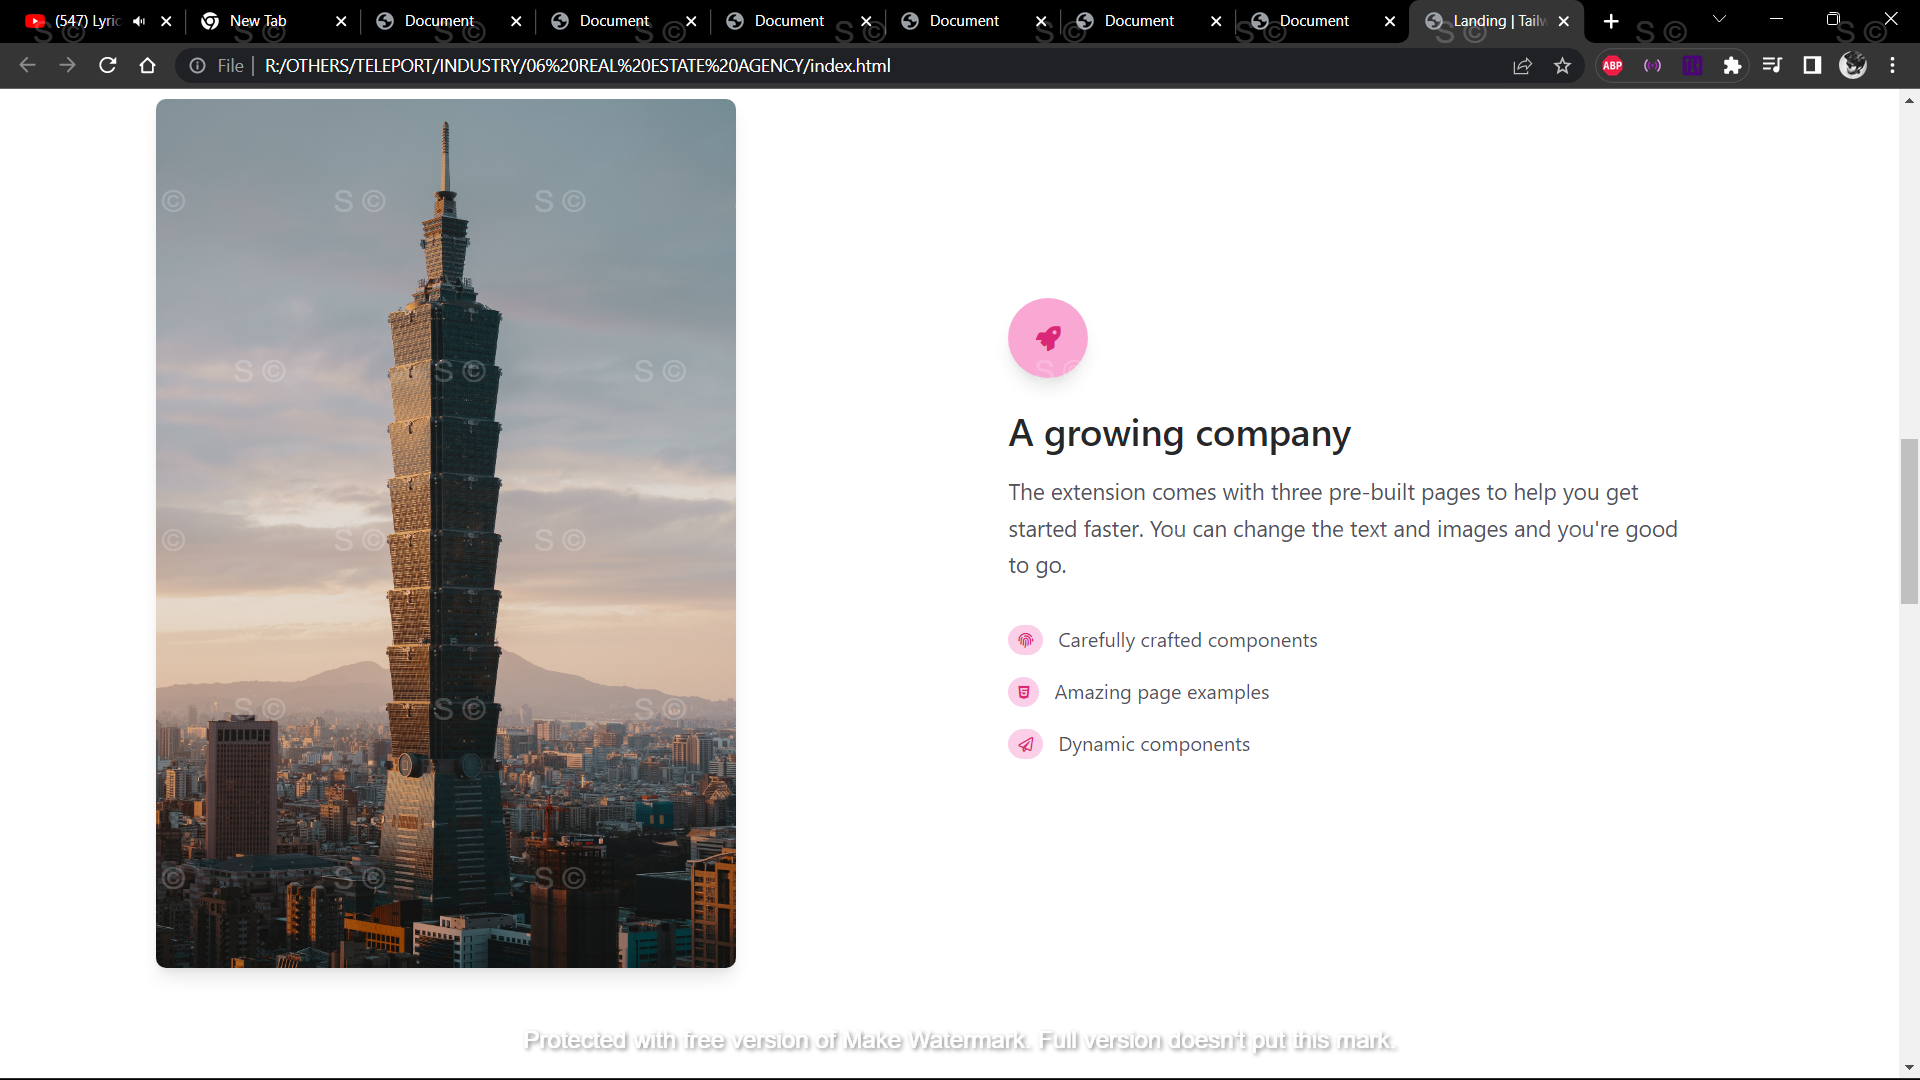 (547) Lyric
New Tab
Document
Document
Document
Document
Document
Document
Landing | Tailw
File
R:/OTHERS/TELEPORT/INDUSTRY/06%20REAL%20ESTATE%20AGENCY/index.html
ABP
S © S © S © S © S © S © S © S © S © S ©
© S © S ©
S © S © S © S ©
© S © S ©
S © S © S ©
© S © S ©
A growing company
The extension comes with three pre-built pages to help you get
started faster. You can change the text and images and you're good
to go.
Carefully crafted components
Amazing page examples
Dynamic components
Protected with free version of Make Watermark. Full version doesn't put this mark.